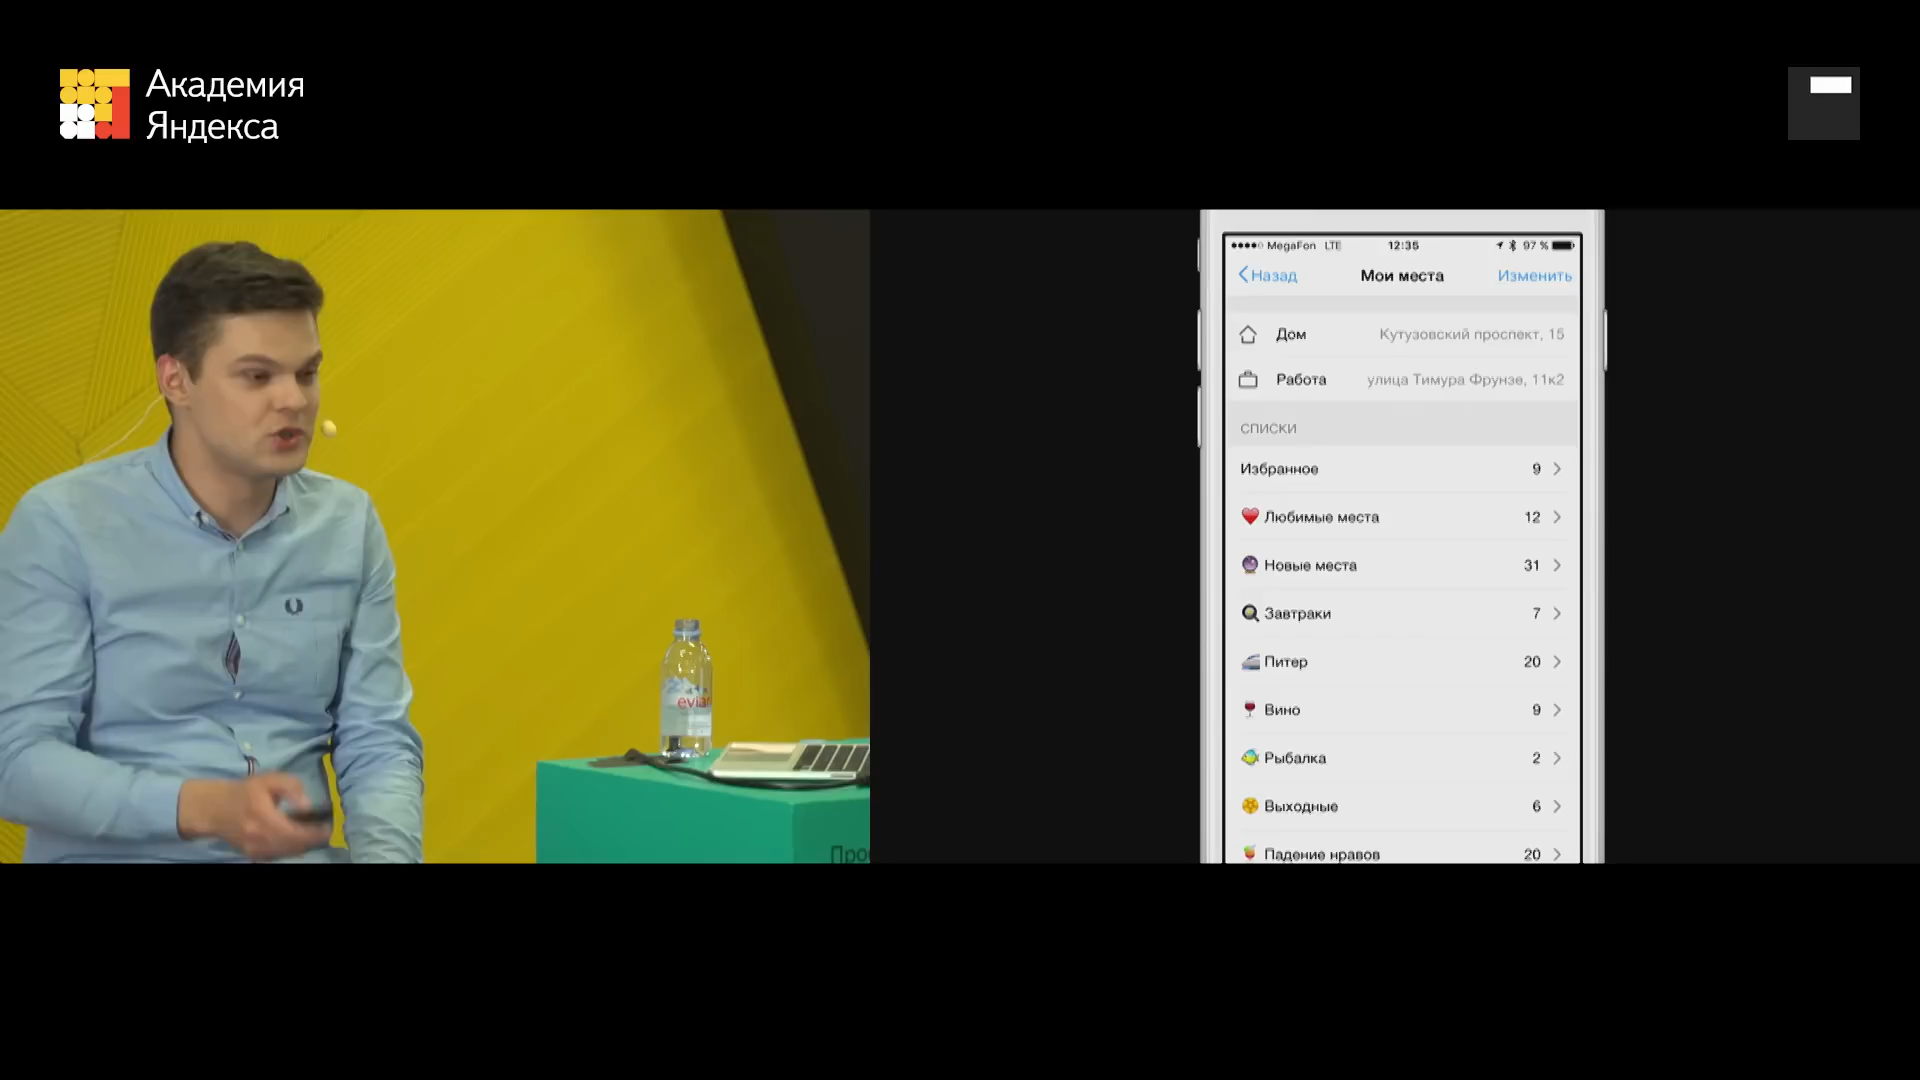 Академия
Яндекса
MegaFon LTE 12:35 97 %
Назад Мои места Изменить
Дом Кутузовский проспект, 15
Работа улица Тимура Фрунзе, 11к2
СПИСКИ
Избранное 9
Любимые места 12
Новые места 31
Завтраки 7
Питер 20
Вино 9
Рыбалка 2
Выходные 6
Падение нравов 20
evian